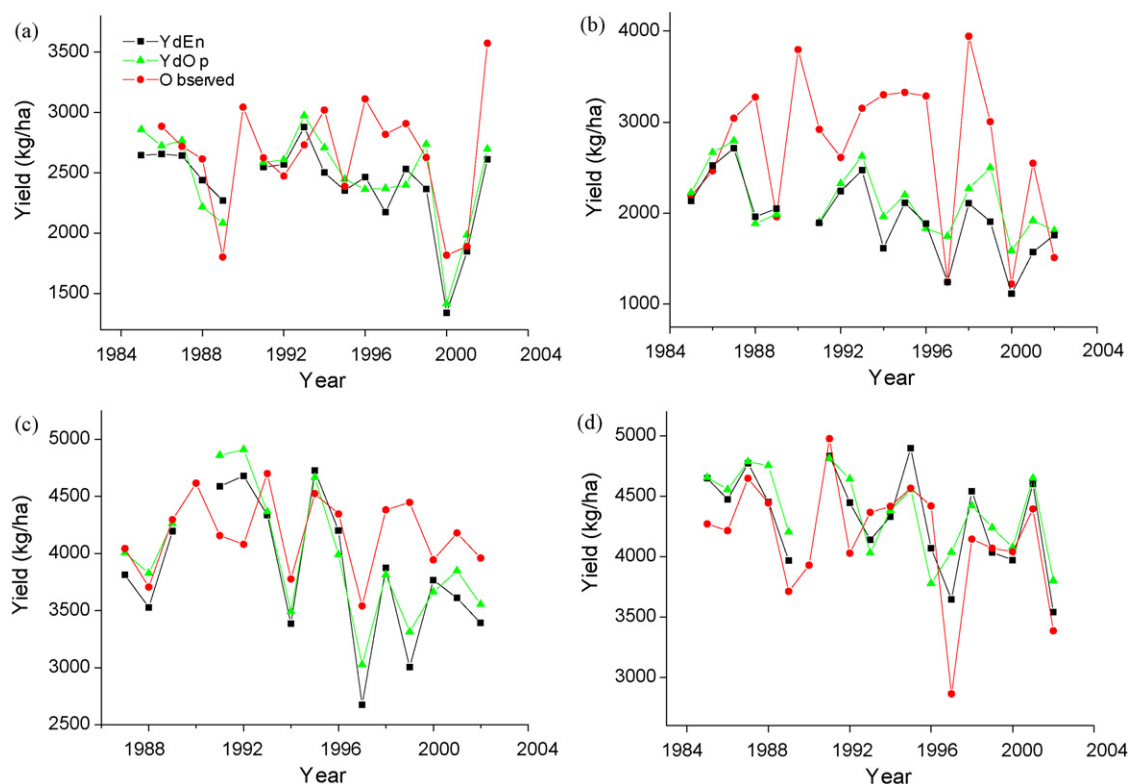 (a)
YdEn
YdOp
Observed
3500
3000
2500
2000
1500
Yield (kg/ha)
1984 1988 1992 1996 2000 2004
Year
(b)
4000
3000
2000
1000
Yield (kg/ha)
1984 1988 1992 1996 2000 2004
Year
(c)
5000
4500
4000
3500
3000
2500
Yield (kg/ha)
1988 1992 1996 2000 2004
Year
(d)
5000
4500
4000
3500
3000
Yield (kg/ha)
1984 1988 1992 1996 2000 2004
Year